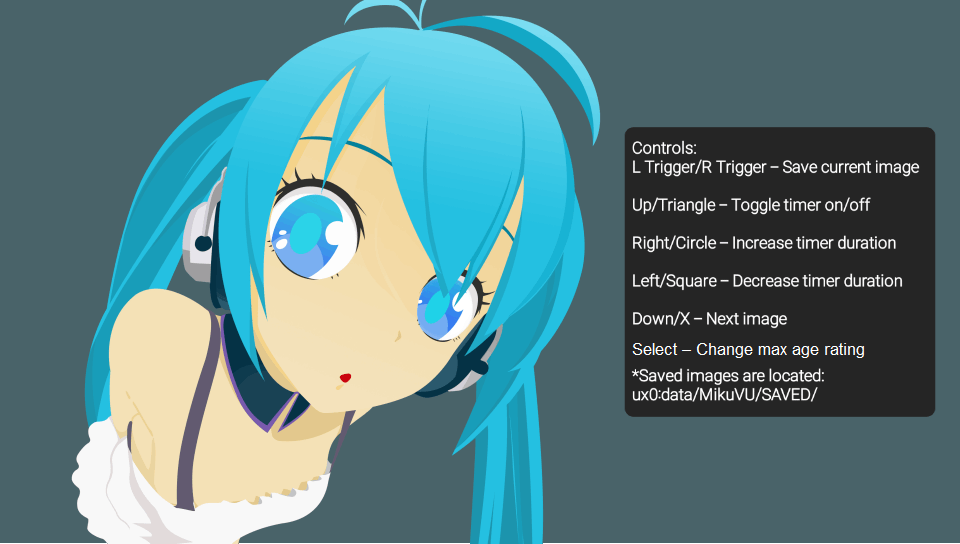 Controls:
L Trigger/R Trigger – Save current image
Up/Triangle – Toggle timer on/off
Right/Circle – Increase timer duration
Left/Square – Decrease timer duration
Down/X – Next image
Select – Change max age rating
*Saved images are located:
ux0:data/MikuVU/SAVED/